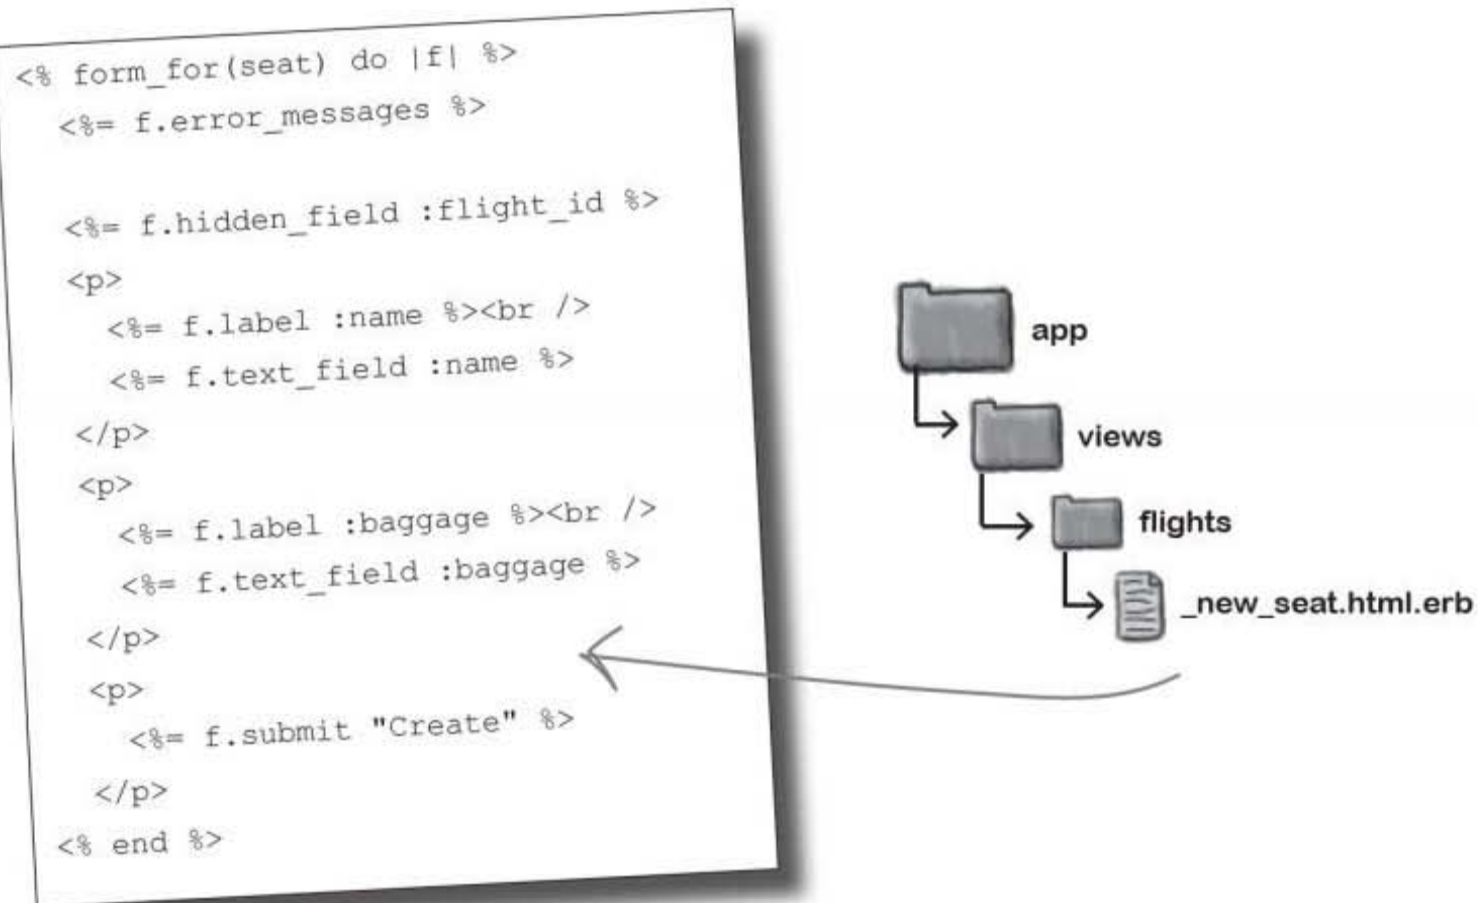 <% form_for(seat) do |f| %>
<%= f.error_messages %>
<%= f.hidden_field :flight_id %>
<p>
<%= f.label :name %><br />
<%= f.text_field :name %>
</p>
<p>
<%= f.label :baggage %><br />
<%= f.text_field :baggage %>
</p>
<p>
<%= f.submit "Create" %>
</p>
<% end %>
app
views
flights
_new_seat.html.erb